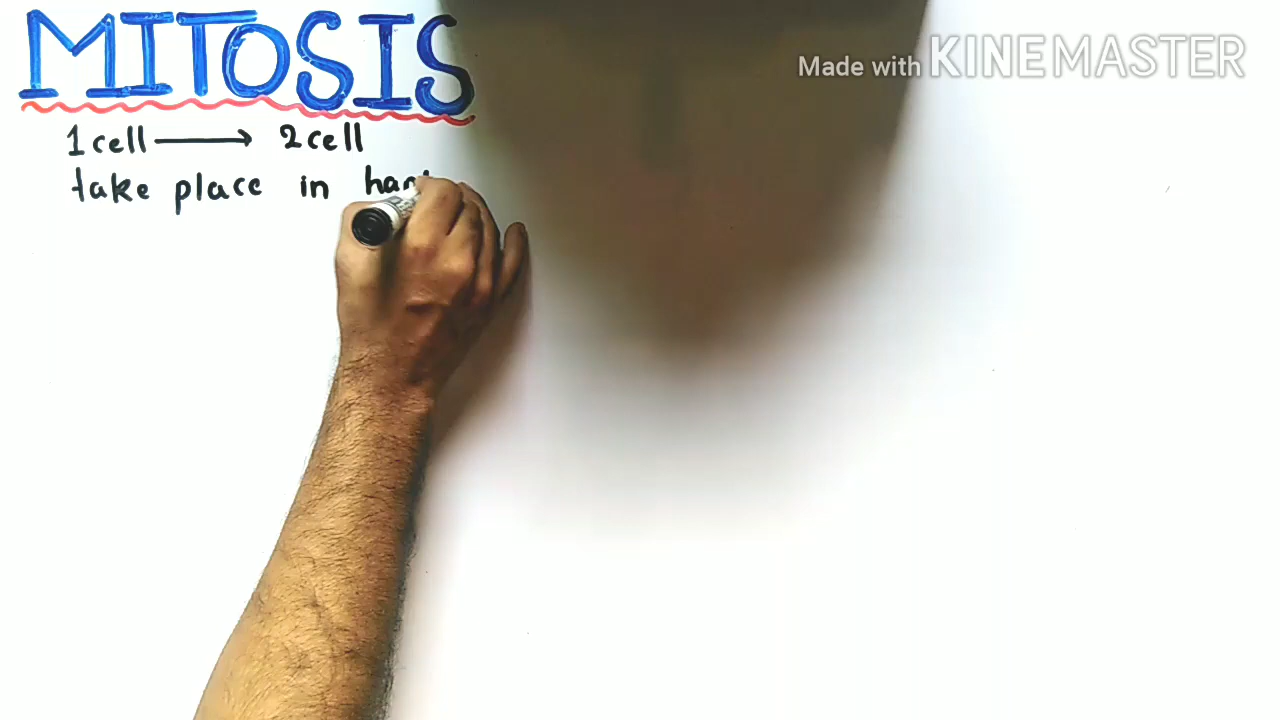 MITOSIS
Made with KINEMASTER
1 cell → 2 cell
take place in